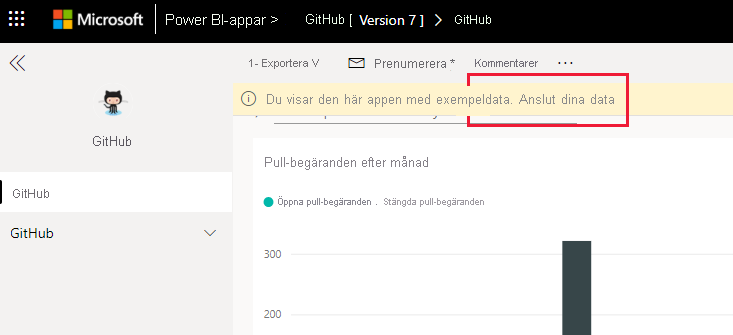 Microsoft Power BI-appar > GitHub [ Version 7 ] > GitHub
1- Exportera V Prenumerera * Kommentarer ...
Du visar den här appen med exempeldata. Anslut dina data
GitHub
Pull-begäranden efter månad
GitHub
Öppna pull-begäranden . Stängda pull-begäranden
GitHub
300
200